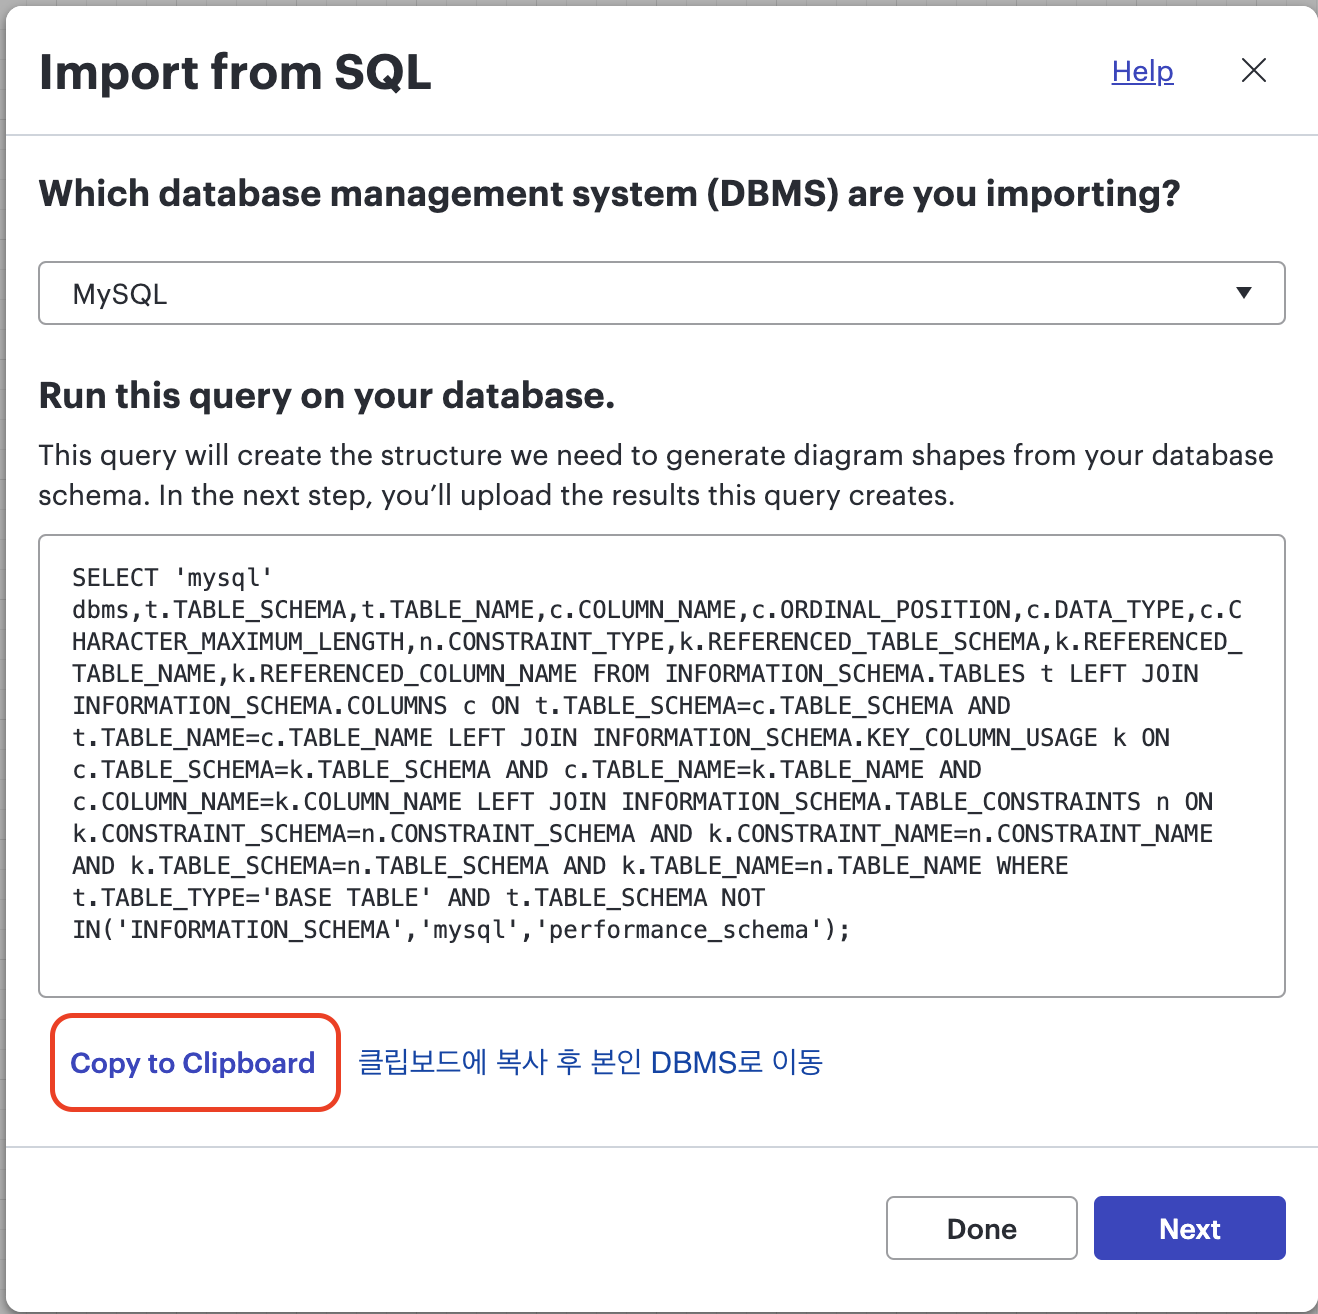 Import from SQL
Help
Which database management system (DBMS) are you importing?
MySQL
Run this query on your database.
This query will create the structure we need to generate diagram shapes from your database
schema. In the next step, you’ll upload the results this query creates.
SELECT 'mysql'
dbms,t.TABLE_SCHEMA,t.TABLE_NAME,c.COLUMN_NAME,c.ORDINAL_POSITION,c.DATA_TYPE,c.C
HARACTER_MAXIMUM_LENGTH,n.CONSTRAINT_TYPE,k.REFERENCED_TABLE_SCHEMA,k.REFERENCED_
TABLE_NAME,k.REFERENCED_COLUMN_NAME FROM INFORMATION_SCHEMA.TABLES t LEFT JOIN
INFORMATION_SCHEMA.COLUMNS c ON t.TABLE_SCHEMA=c.TABLE_SCHEMA AND
t.TABLE_NAME=c.TABLE_NAME LEFT JOIN INFORMATION_SCHEMA.KEY_COLUMN_USAGE k ON
c.TABLE_SCHEMA=k.TABLE_SCHEMA AND c.TABLE_NAME=k.TABLE_NAME AND
c.COLUMN_NAME=k.COLUMN_NAME LEFT JOIN INFORMATION_SCHEMA.TABLE_CONSTRAINTS n ON
k.CONSTRAINT_SCHEMA=n.CONSTRAINT_SCHEMA AND k.CONSTRAINT_NAME=n.CONSTRAINT_NAME
AND k.TABLE_SCHEMA=n.TABLE_SCHEMA AND k.TABLE_NAME=n.TABLE_NAME WHERE
t.TABLE_TYPE='BASE TABLE' AND t.TABLE_SCHEMA NOT
IN('INFORMATION_SCHEMA','mysql','performance_schema');
Copy to Clipboard 클립보드에 복사 후 본인 DBMS로 이동
Done
Next